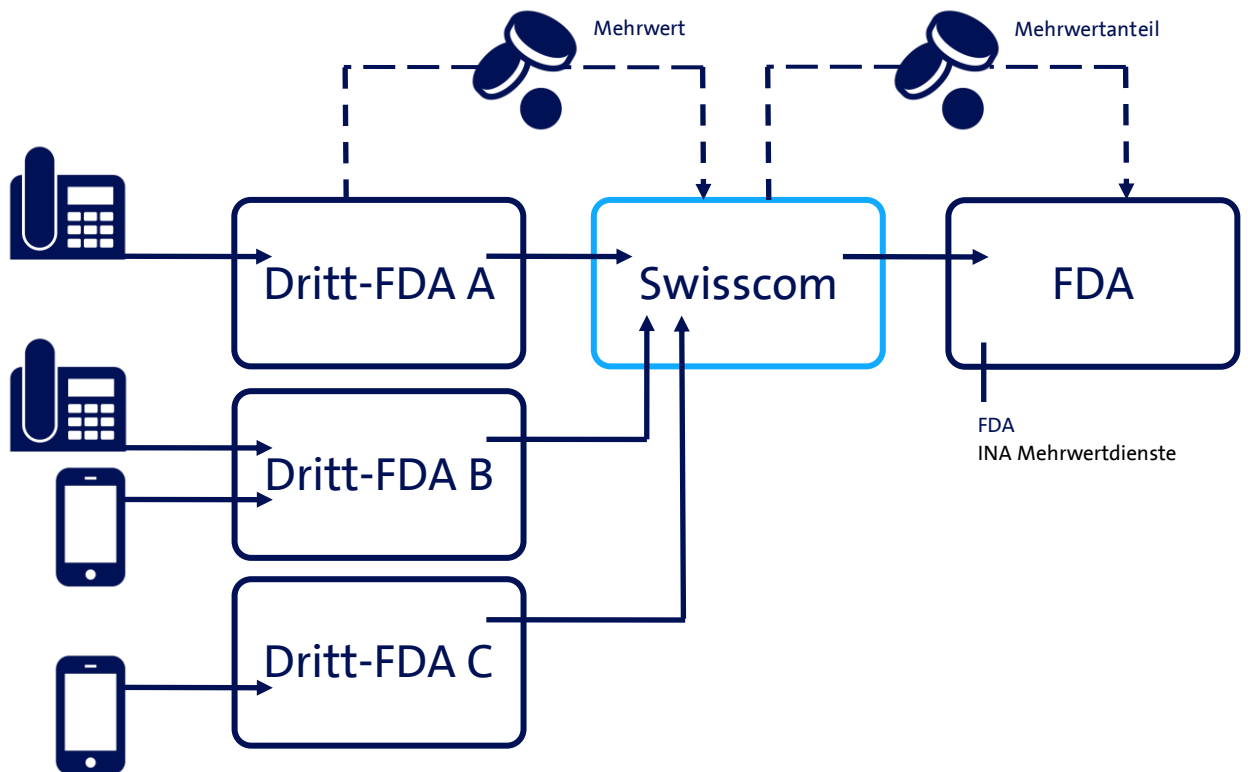 Mehrwert
Mehrwertanteil
Dritt-FDA A
Swisscom
FDA
FDA
INA Mehrwertdienste
Dritt-FDA B
Dritt-FDA C